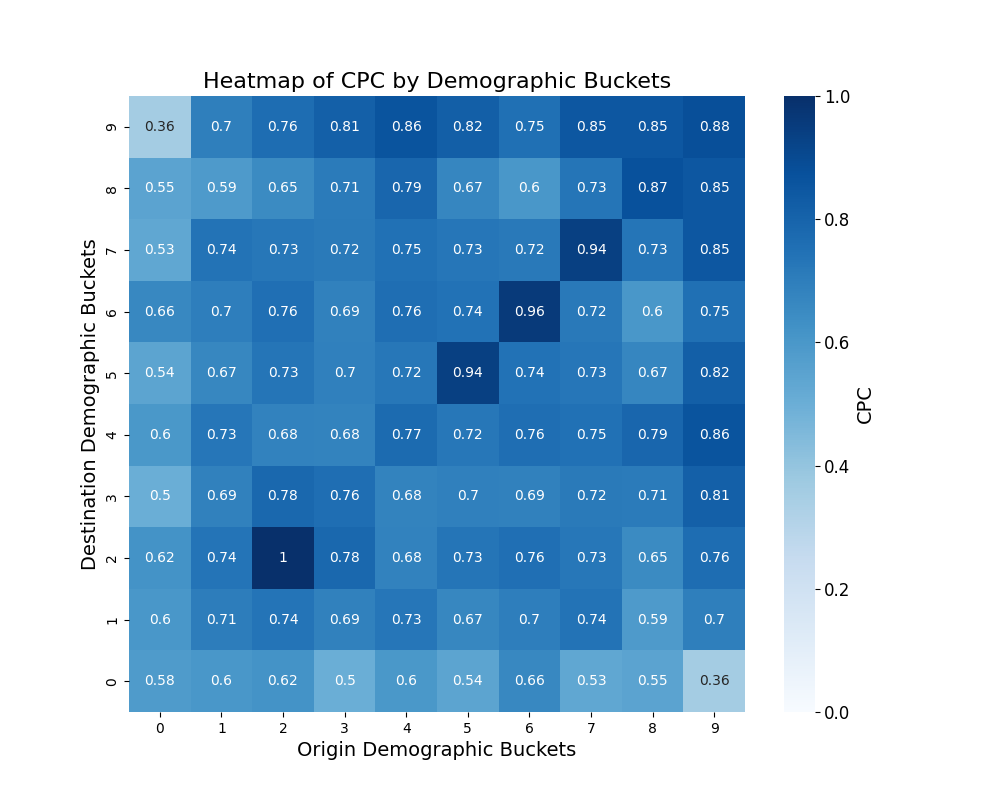 Heatmap of CPC by Demographic Buckets
9 0.36 0.7 0.76 0.81 0.86 0.82 0.75 0.85 0.85 0.88
8 0.55 0.59 0.65 0.71 0.79 0.67 0.6 0.73 0.87 0.85
7 0.53 0.74 0.73 0.72 0.75 0.73 0.72 0.94 0.73 0.85
6 0.66 0.7 0.76 0.69 0.76 0.74 0.96 0.72 0.6 0.75
5 0.54 0.67 0.73 0.7 0.72 0.94 0.74 0.73 0.67 0.82
4 0.6 0.73 0.68 0.68 0.77 0.72 0.76 0.75 0.79 0.86
3 0.5 0.69 0.78 0.76 0.68 0.7 0.69 0.72 0.71 0.81
2 0.62 0.74 1 0.78 0.68 0.73 0.76 0.73 0.65 0.76
1 0.6 0.71 0.74 0.69 0.73 0.67 0.7 0.74 0.59 0.7
0 0.58 0.6 0.62 0.5 0.6 0.54 0.66 0.53 0.55 0.36
0 1 2 3 4 5 6 7 8 9
Origin Demographic Buckets
Destination Demographic Buckets
1.0
0.8
0.6
0.4
0.2
0.0
CPC